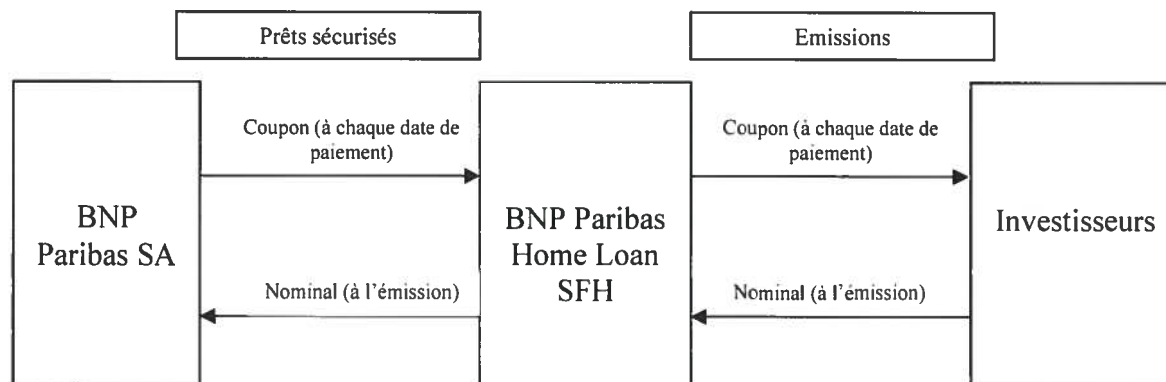 Prêts sécurisés
Emissions
Coupon (à chaque date de
paiement)
Coupon (à chaque date de
paiement)
BNP
Paribas SA
BNP Paribas
Home Loan
SFH
Investisseurs
Nominal (à l'émission)
Nominal (à l'émission)